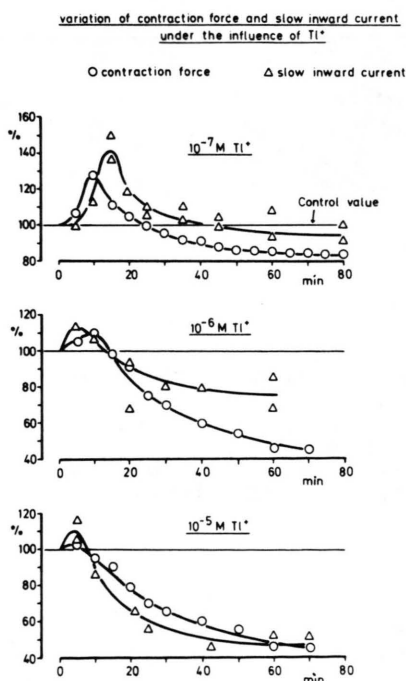 variation of contraction force and slow inward current
under the influence of Tl⁺
O contraction force △ slow inward current
160
%
140
120
100
80
10⁻⁷ M Tl⁺
Control value
0 20 40 60 80
min
120
%
100
80
60
40
10⁻⁶ M Tl⁺
0 20 40 60 80
min
120
%
100
80
60
40
10⁻⁵ M Tl⁺
0 20 40 60 80
min